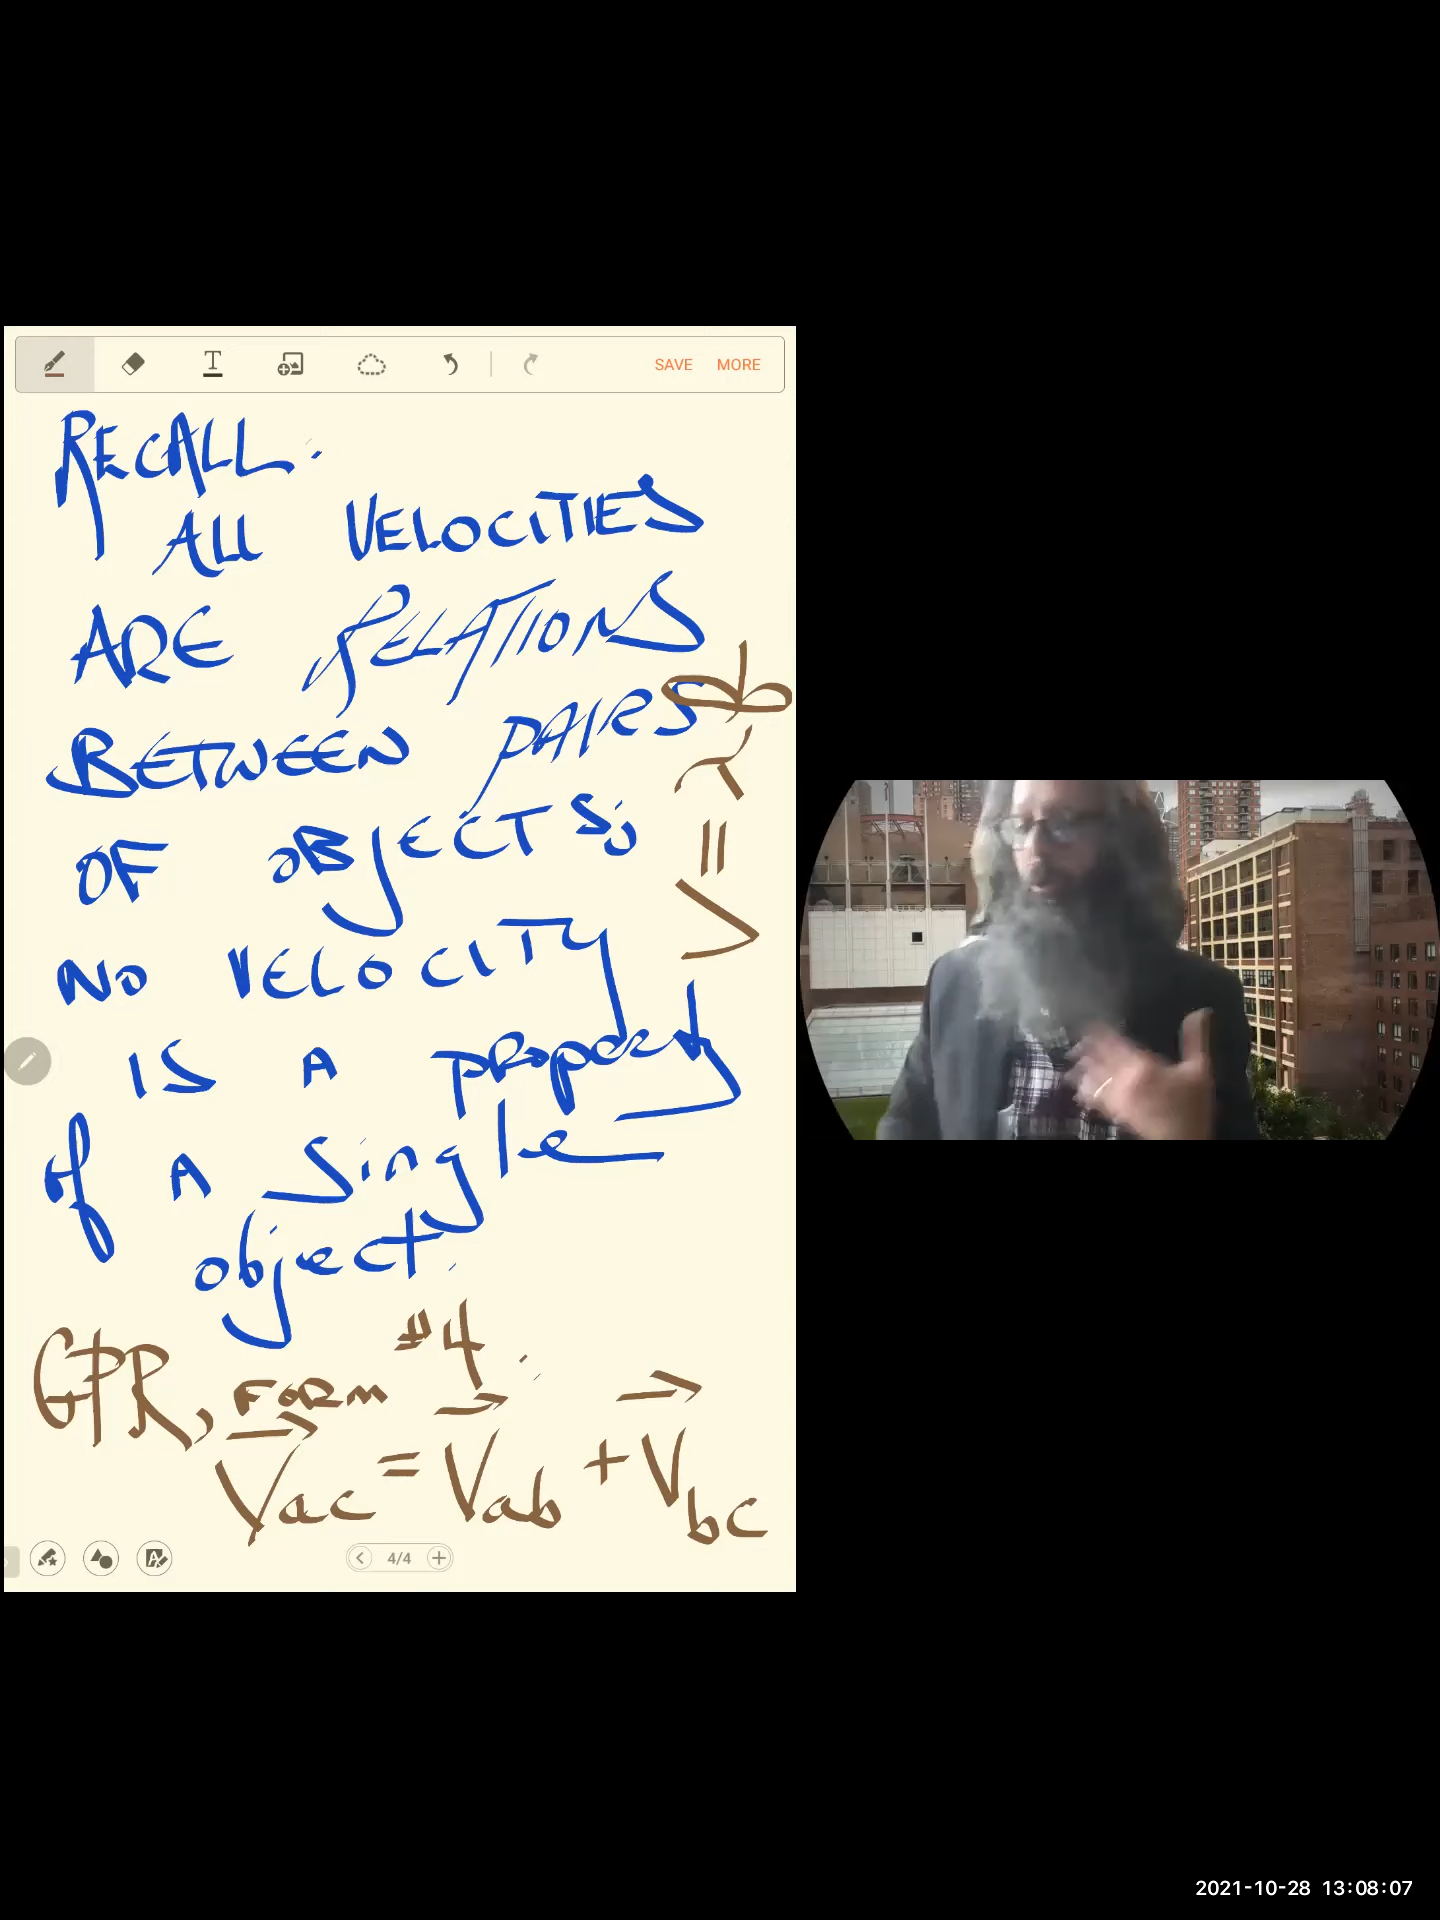 T SAVE MORE
RECALL:
ALL VELOCITIES
ARE RELATIONS
BETWEEN PAIRS
OF OBJECTS;
NO VELOCITY
IS A property
of A single
object.
GPR, FORM #4:
Vac = Vab + Vbc
4/4
2021-10-28 13:08:07